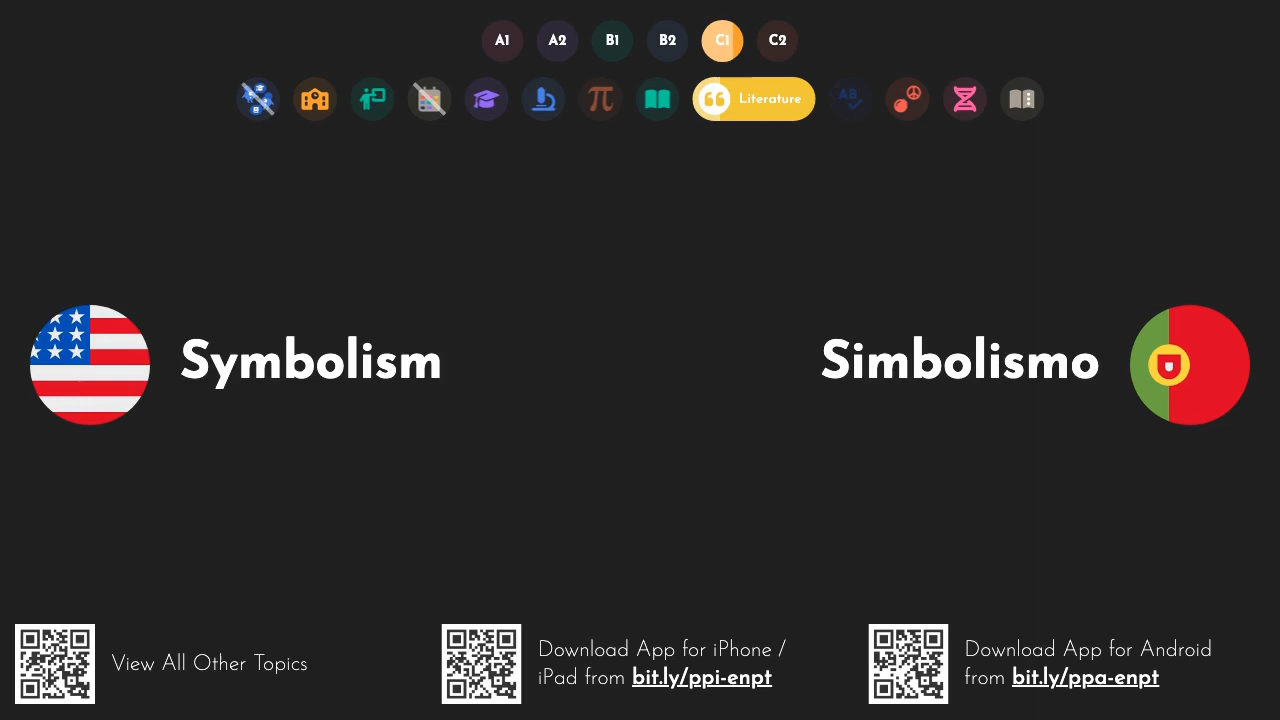 A1 A2 B1 B2 C1 C2
Literature
Symbolism
Simbolismo
View All Other Topics
Download App for iPhone /
iPad from bit.ly/ppi-enpt
Download App for Android
from bit.ly/ppa-enpt